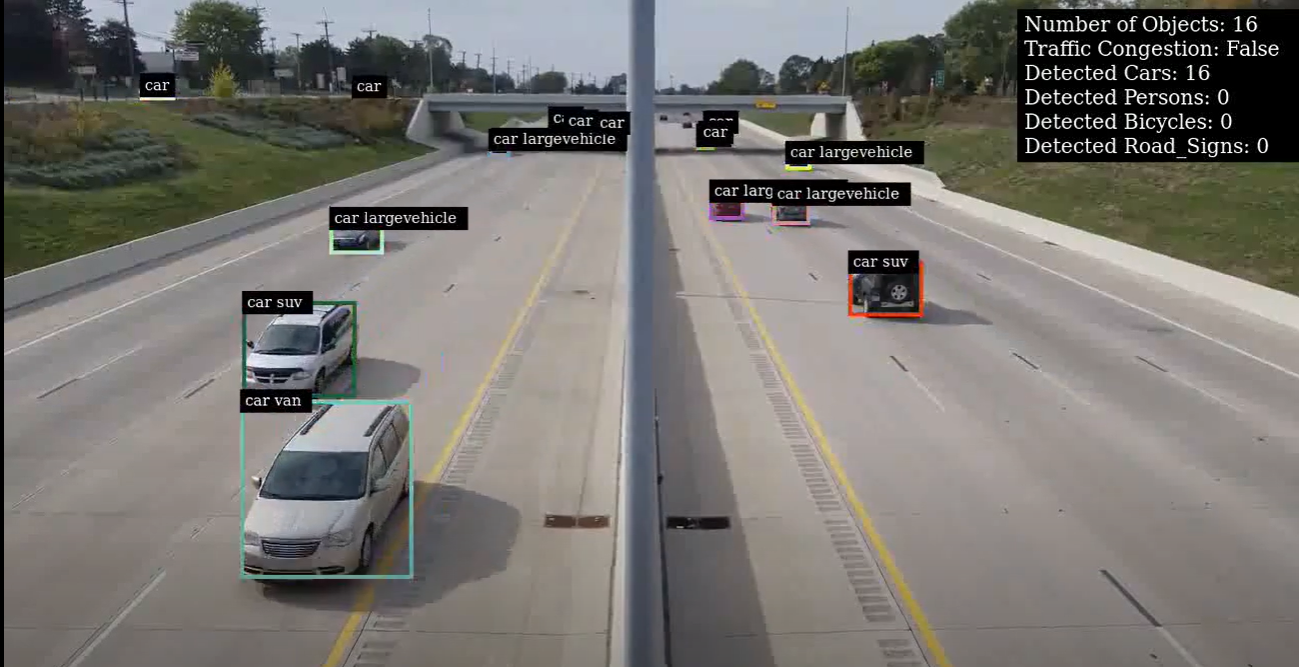 Number of Objects: 16
Traffic Congestion: False
Detected Cars: 16
Detected Persons: 0
Detected Bicycles: 0
Detected Road_Signs: 0
car
car
car
car
car
car largevehicle
car
car largevehicle
car
car largevehicle
car largevehicle
car suv
car suv
car van